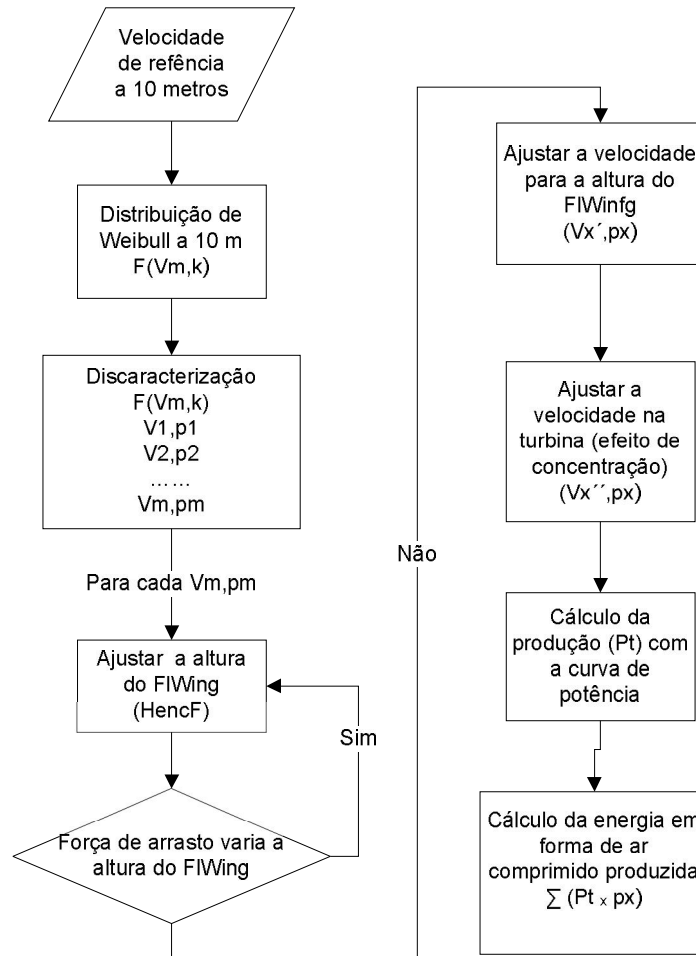 Velocidade
de refência
a 10 metros
Distribuição de
Weibull a 10 m
F(Vm,k)
Discaracterização
F(Vm,k)
V1,p1
V2,p2
... ...
Vm,pm
Para cada Vm,pm
Ajustar a altura
do FlWing
(HencF)
Sim
Força de arrasto varia a
altura do FlWing
Não
Ajustar a velocidade
para a altura do
FlWinfg
(Vx´,px)
Ajustar a
velocidade na
turbina (efeito de
concentração)
(Vx´´,px)
Cálculo da
produção (Pt) com
a curva de
potência
Cálculo da energia em
forma de ar
comprimido produzida
∑ (Pt x px)